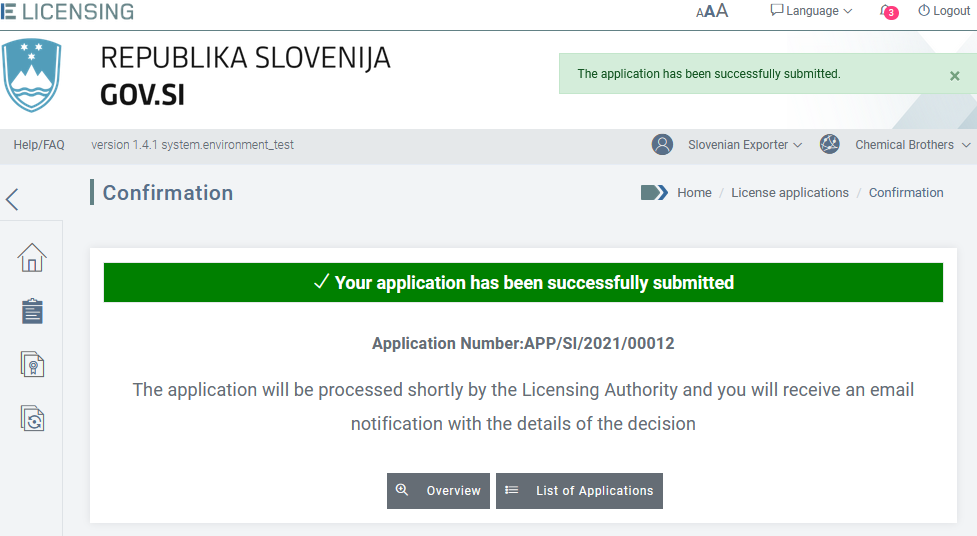 E LICENSING
AAA
Language
3
Logout
REPUBLIKA SLOVENIJA
GOV.SI
The application has been successfully submitted.
×
Help/FAQ
version 1.4.1 system.environment_test
Slovenian Exporter
Chemical Brothers
Confirmation
Home / License applications / Confirmation
Your application has been successfully submitted
Application Number:APP/SI/2021/00012
The application will be processed shortly by the Licensing Authority and you will receive an email
notification with the details of the decision
Overview
List of Applications